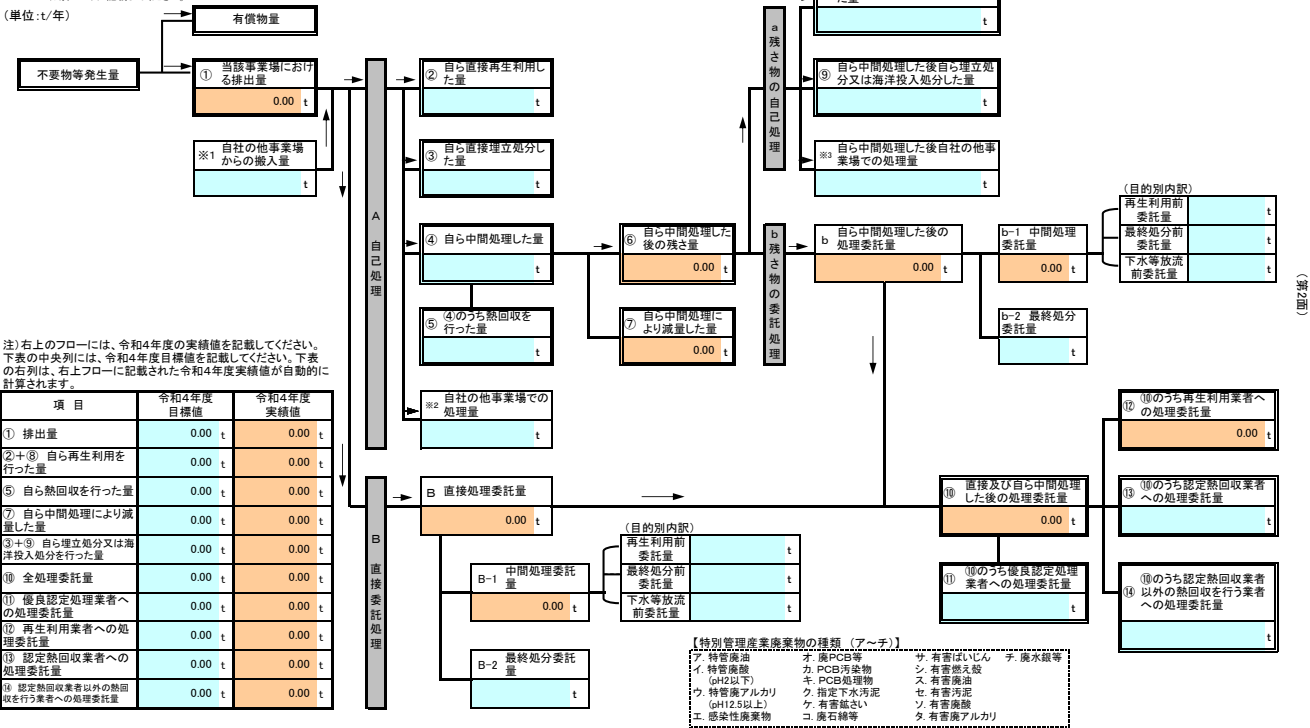 (単位:t/年)
有償物量
不要物等発生量
① 当該事業場におけ
る排出量
0.00 t
※1 自社の他事業場
からの搬入量
t
A 自己処理
② 自ら直接再生利用し
た量
t
③ 自ら直接埋立処分し
た量
t
④ 自ら中間処理した量
t
⑤ ④のうち熱回収を
行った量
t
※2 自社の他事業場での
処理量
t
⑥ 自ら中間処理した
後の残さ量
0.00 t
⑦ 自ら中間処理に
より減量した量
0.00 t
a 残さ物の自己処理
た量
t
⑨ 自ら中間処理した後自ら埋立処
分又は海洋投入処分した量
t
※3 自ら中間処理した後自社の他事
業場での処理量
t
b 残さ物の委託処理
b 自ら中間処理した後の
処理委託量
0.00 t
b-1 中間処理
委託量
0.00 t
(目的別内訳)
再生利用前
委託量 t
最終処分前
委託量 t
下水等放流
前委託量 t
b-2 最終処分
委託量
t
(第2面)
注)右上のフローには、令和4年度の実績値を記載してください。
下表の中央列には、令和4年度目標値を記載してください。下表
の右列は、右上フローに記載された令和4年度実績値が自動的に
計算されます。
項 目 令和4年度
目標値 令和4年度
実績値
① 排出量 0.00 t 0.00 t
②+⑧ 自ら再生利用を
行った量 0.00 t 0.00 t
⑤ 自ら熱回収を行った量 0.00 t 0.00 t
⑦ 自ら中間処理により減
量した量 0.00 t 0.00 t
③+⑨ 自ら埋立処分又は海
洋投入処分を行った量 0.00 t 0.00 t
⑩ 全処理委託量 0.00 t 0.00 t
⑪ 優良認定処理業者へ
の処理委託量 0.00 t 0.00 t
⑫ 再生利用業者への処
理委託量 0.00 t 0.00 t
⑬ 認定熱回収業者への
処理委託量 0.00 t 0.00 t
⑭ 認定熱回収業者以外の熱回
収を行う業者への処理委託量 0.00 t 0.00 t
B 直接委託処理
B 直接処理委託量
0.00 t
B-1 中間処理委託
量
0.00 t
(目的別内訳)
再生利用前
委託量 t
最終処分前
委託量 t
下水等放流
前委託量 t
B-2 最終処分委託
量
t
⑩ 直接及び自ら中間処理
した後の処理委託量
0.00 t
⑪ ⑩のうち優良認定処理
業者への処理委託量
t
⑫ ⑩のうち再生利用業者へ
の処理委託量
0.00 t
⑬ ⑩のうち認定熱回収業者
への処理委託量
t
⑭ ⑩のうち認定熱回収業者
以外の熱回収を行う業者
への処理委託量
t
【特別管理産業廃棄物の種類 (ア~チ)】
ア. 特管廃油 オ. 廃PCB等 サ. 有害ばいじん チ. 廃水銀等
イ. 特管廃酸 カ. PCB汚染物 シ. 有害燃え殻
(pH2以下) キ. PCB処理物 ス. 有害廃油
ウ. 特管廃アルカリ ク. 指定下水汚泥 セ. 有害汚泥
(pH12.5以上) ケ. 有害鉱さい ソ. 有害廃酸
エ. 感染性廃棄物 コ. 廃石綿等 タ. 有害廃アルカリ